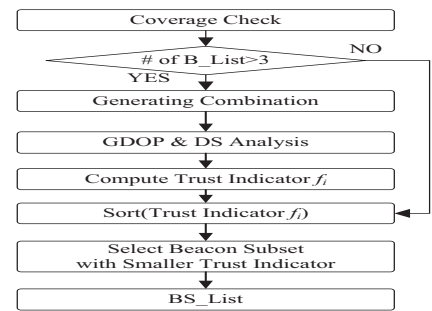 Coverage Check
# of B_List>3
NO
YES
Generating Combination
GDOP & DS Analysis
Compute Trust Indicator fi
Sort(Trust Indicator fi)
Select Beacon Subset
with Smaller Trust Indicator
BS_List